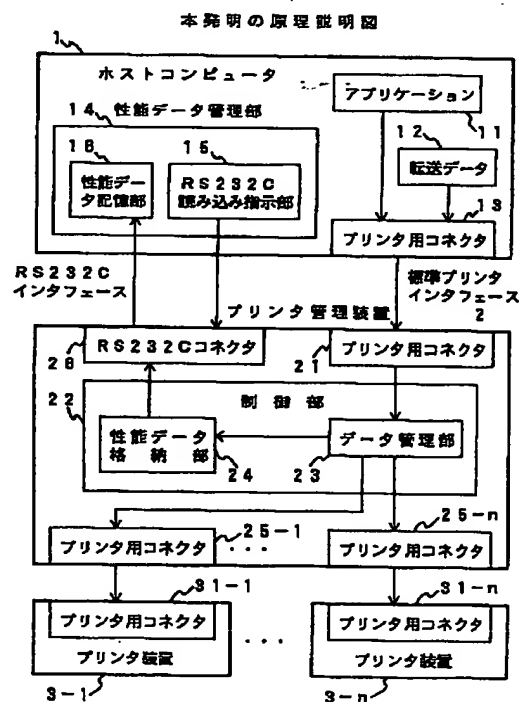 本発明の原理説明図
1
ホストコンピュータ
アプリケーション
11
14 性能データ管理部
12
転送データ
16
15
性能データ記憶部
RS232C
読み込み指示部
13
プリンタ用コネクタ
RS232C
インタフェース
標準プリンタ
インタフェース
2
プリンタ管理装置
RS232Cコネクタ
プリンタ用コネクタ
26
21
22
制御部
性能データ
格納部
データ管理部
24
23
25-1
25-n
プリンタ用コネクタ
・・・
プリンタ用コネクタ
31-1
31-n
プリンタ用コネクタ
プリンタ用コネクタ
・・・
プリンタ装置
プリンタ装置
3-1
3-n